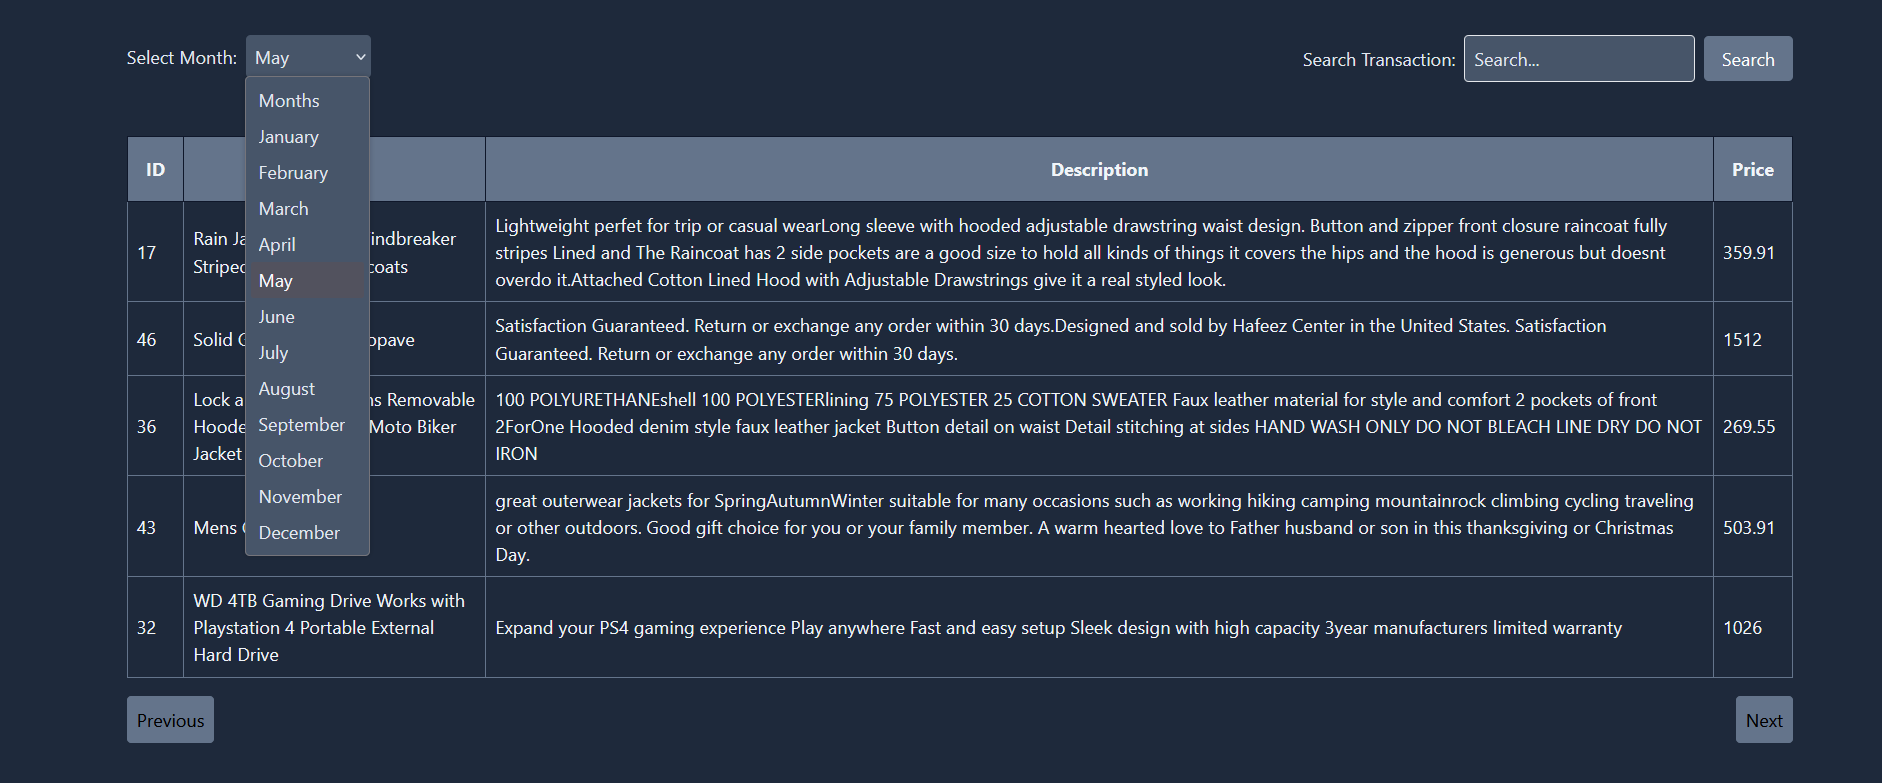 Select Month: May
Search Transaction: Search... Search
Months
January
February
March
April
May
June
July
August
September
October
November
December
ID Description Price
17
Rain
Striped
Lightweight perfet for trip or casual wearLong sleeve with hooded adjustable drawstring waist design. Button and zipper front closure raincoat fully
stripes Lined and The Raincoat has 2 side pockets are a good size to hold all kinds of things it covers the hips and the hood is generous but doesnt
overdo it.Attached Cotton Lined Hood with Adjustable Drawstrings give it a real styled look.
359.91
46
Solid
Satisfaction Guaranteed. Return or exchange any order within 30 days.Designed and sold by Hafeez Center in the United States. Satisfaction
Guaranteed. Return or exchange any order within 30 days.
1512
36
Lock Removable
Moto Biker
Jacket
100 POLYURETHANEshell 100 POLYESTERlining 75 POLYESTER 25 COTTON SWEATER Faux leather material for style and comfort 2 pockets of front
2ForOne Hooded denim style faux leather jacket Button detail on waist Detail stitching at sides HAND WASH ONLY DO NOT BLEACH LINE DRY DO NOT
IRON
269.55
43
Mens
great outerwear jackets for SpringAutumnWinter suitable for many occasions such as working hiking camping mountainrock climbing cycling traveling
or other outdoors. Good gift choice for you or your family member. A warm hearted love to Father husband or son in this thanksgiving or Christmas
Day.
503.91
32
WD 4TB Gaming Drive Works with
Playstation 4 Portable External
Hard Drive
Expand your PS4 gaming experience Play anywhere Fast and easy setup Sleek design with high capacity 3year manufacturers limited warranty
1026
Previous
Next